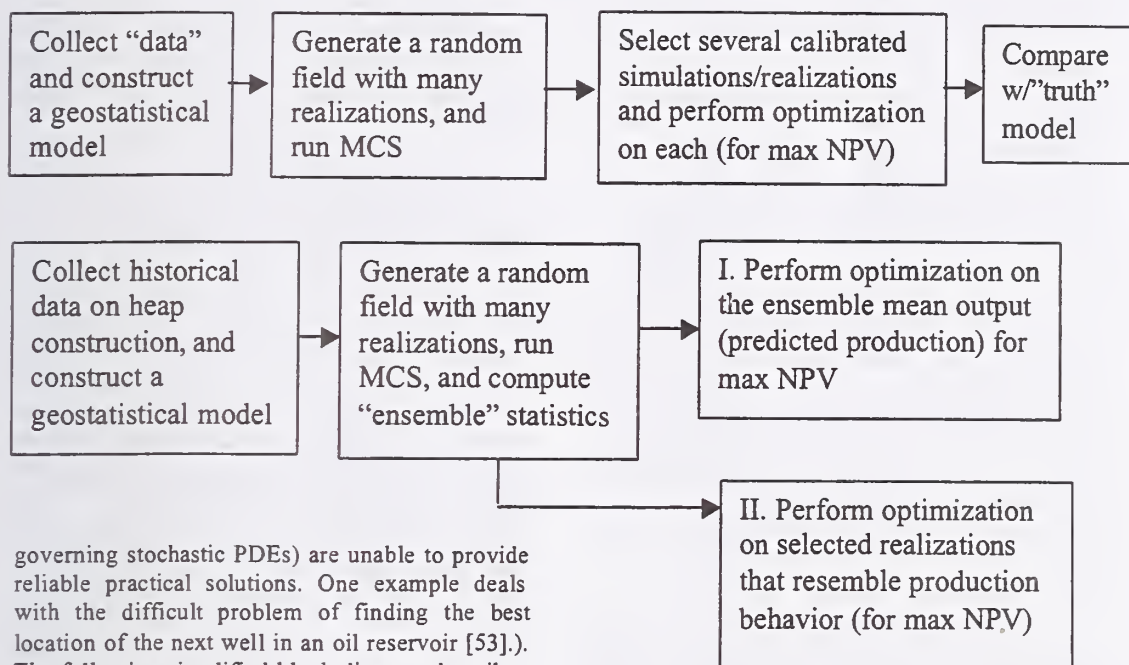 Collect “data”
and construct
a geostatistical
model
Generate a random
field with many
realizations, and
run MCS
Select several calibrated
simulations/realizations
and perform optimization
on each (for max NPV)
Compare
w/”truth”
model
Collect historical
data on heap
construction, and
construct a
geostatistical model
Generate a random
field with many
realizations, run
MCS, and compute
“ensemble” statistics
I. Perform optimization on
the ensemble mean output
(predicted production) for
max NPV
II. Perform optimization
on selected realizations
that resemble production
behavior (for max NPV)
governing stochastic PDEs) are unable to provide
reliable practical solutions. One example deals
with the difficult problem of finding the best
location of the next well in an oil reservoir [53].).